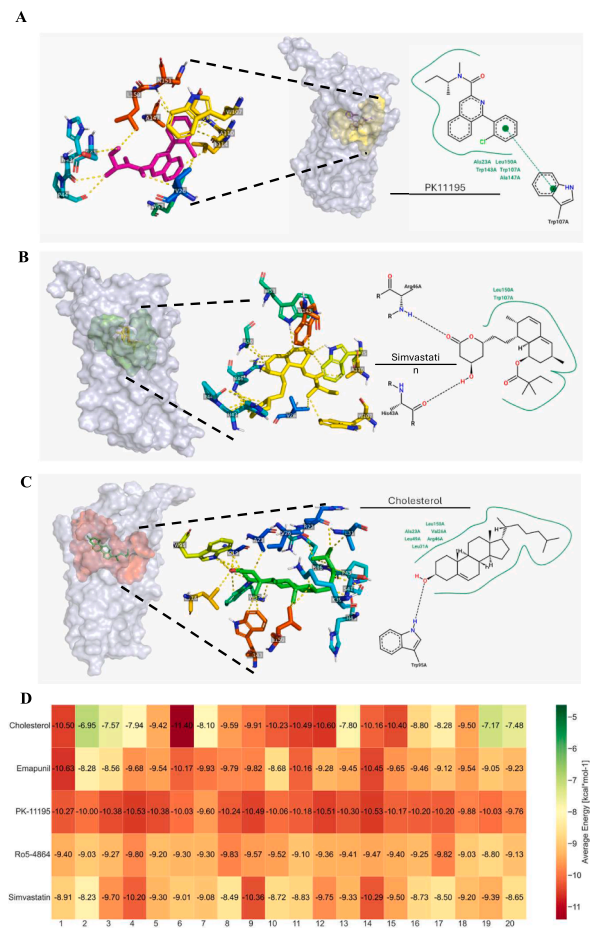 A
PK11195
N
O
N
Cl
Ala23A Leu150A
Trp143A Trp107A
Ala147A
NH
Trp107A
B
Simvastati
n
O
Arg46A
R
N
H
R
R
H
N
R
O
His43A
Leu150A
Trp107A
O
O
O
H
H
O
O
C
Cholesterol
Leu150A
Ala23A Val26A
Leu49A Arg46A
Leu31A
H
H
H
H
H
N
Trp95A
D
Cholesterol -10.50 -6.95 -7.57 -7.94 -9.42 -8.10 -9.59 -9.91 -10.23 -7.80 -10.16 -10.40 -8.80 -8.28 -9.50 -7.17 -7.48
Emapunil -10.63 -8.28 -8.56 -9.68 -9.54 -10.17 -9.93 -9.79 -9.82 -8.68 -10.16 -9.28 -9.45 -10.45 -9.65 -9.46 -9.12 -9.54 -9.05 -9.23
PK-11195 -10.27 -10.00 -10.38 -10.53 -10.38 -10.03 -9.60 -10.24 -10.49 -10.06 -10.18 -10.51 -10.30 -10.53 -10.17 -10.20 -10.20 -9.88 -10.03 -9.76
Ro5-4864 -9.40 -9.03 -9.27 -9.80 -9.20 -9.30 -9.30 -9.83 -9.57 -9.52 -9.10 -9.36 -9.41 -9.47 -9.40 -9.25 -9.82 -9.03 -8.80 -9.13
Simvastatin -8.91 -8.23 -9.70 -10.20 -9.30 -9.01 -9.08 -9.49 -10.36 -8.72 -8.83 -9.75 -9.53 -10.29 -9.50 -9.73 -8.50 -9.20 -9.39 -8.65
1 2 3 4 5 6 7 8 9 10 11 12 13 14 15 16 17 18 19 20
-5
-6
-7
-8
-9
-10
-11
Average Energy [kcal*mol-1]